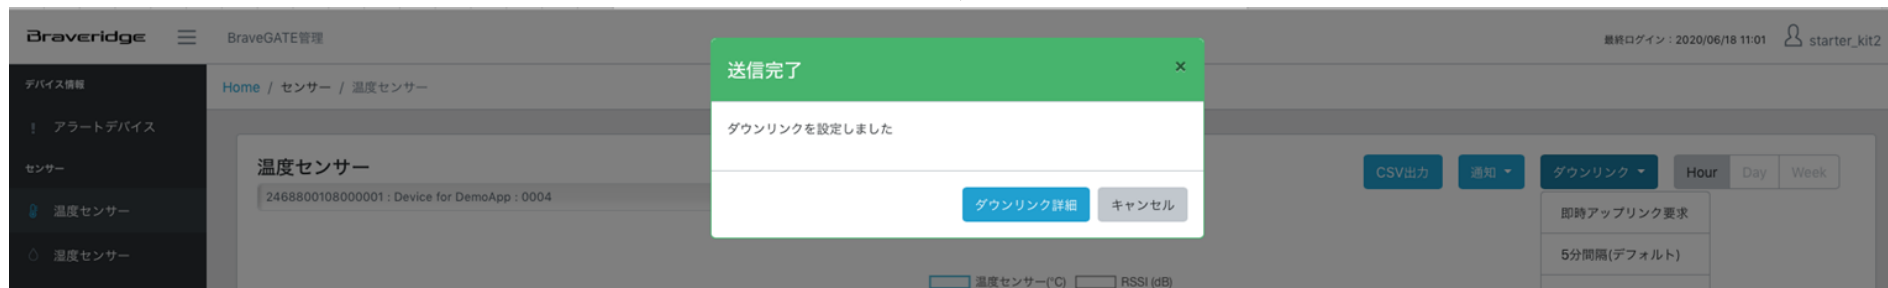 Braveridge
BraveGATE管理
最終ログイン：2020/06/18 11:01
starter_kit2
送信完了
×
デバイス情報
Home / センサー / 温度センサー
アラートデバイス
ダウンリンクを設定しました
センサー
温度センサー
CSV出力
通知
ダウンリンク
Hour
Day
Week
2468800108000001 : Device for DemoApp : 0004
ダウンリンク詳細
キャンセル
温度センサー
即時アップリンク要求
湿度センサー
5分間隔(デフォルト)
温度センサー(°C)
RSSI (dB)